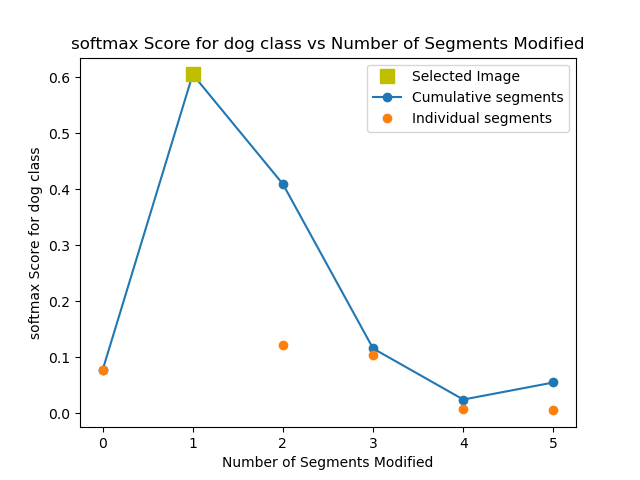 softmax Score for dog class vs Number of Segments Modified
Selected Image
Cumulative segments
Individual segments
0.6
0.5
0.4
0.3
0.2
0.1
0.0
softmax Score for dog class
0 1 2 3 4 5
Number of Segments Modified